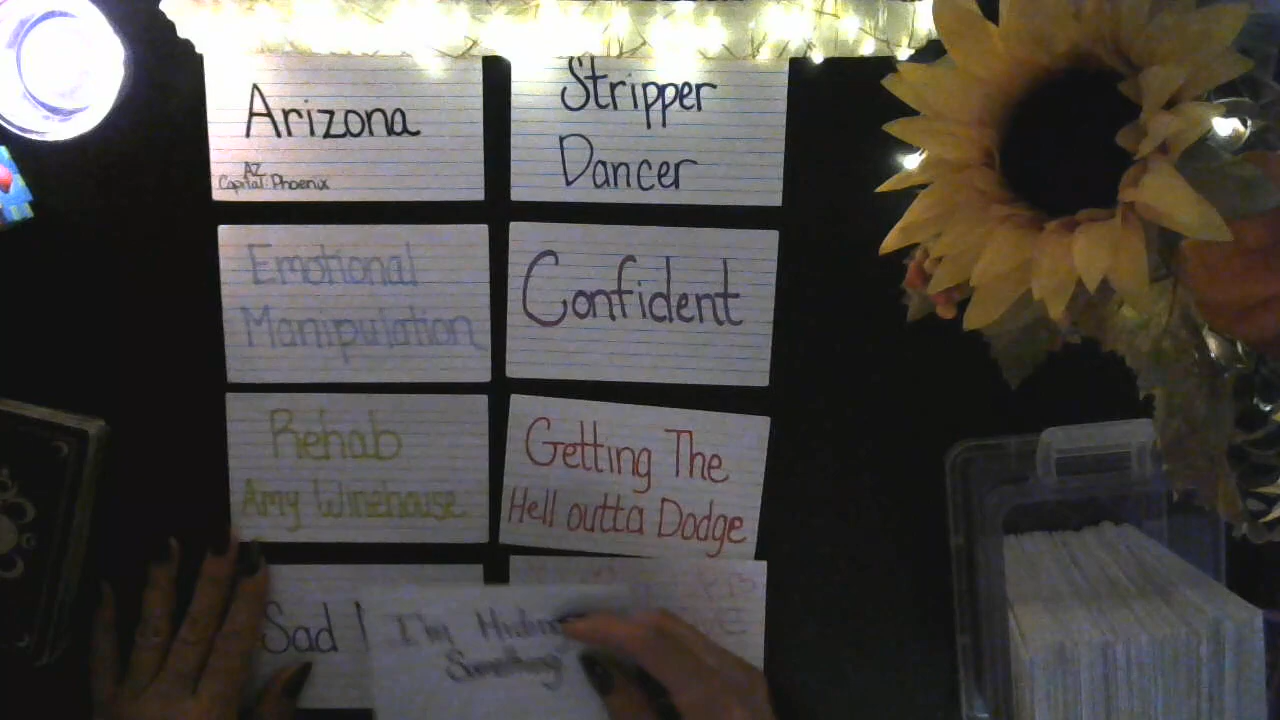 Arizona
AZ
Capital: Phoenix
Stripper
Dancer
Emotional
Manipulation
Confident
Rehab
Amy Winehouse
Getting The
Hell outta Dodge
Sad
I'm Hiding
Something